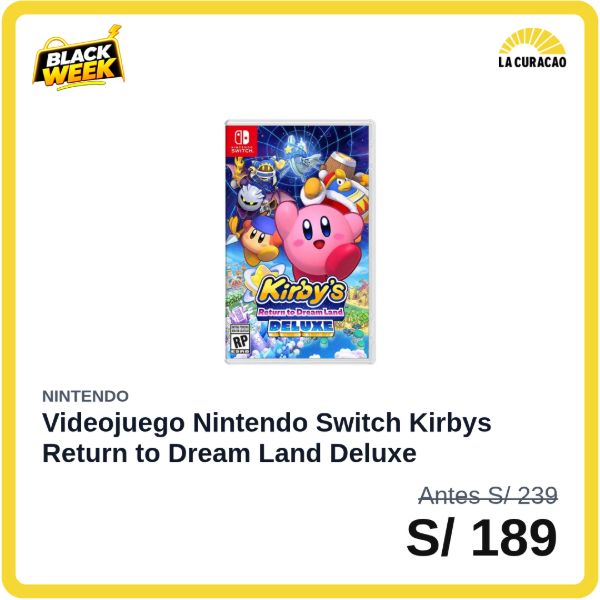 BLACK
WEEK
LA CURACAO
NINTENDO
SWITCH
Kirby's
Return to Dream Land
DELUXE
RP
NINTENDO
Videojuego Nintendo Switch Kirbys
Return to Dream Land Deluxe
Antes S/ 239
S/ 189